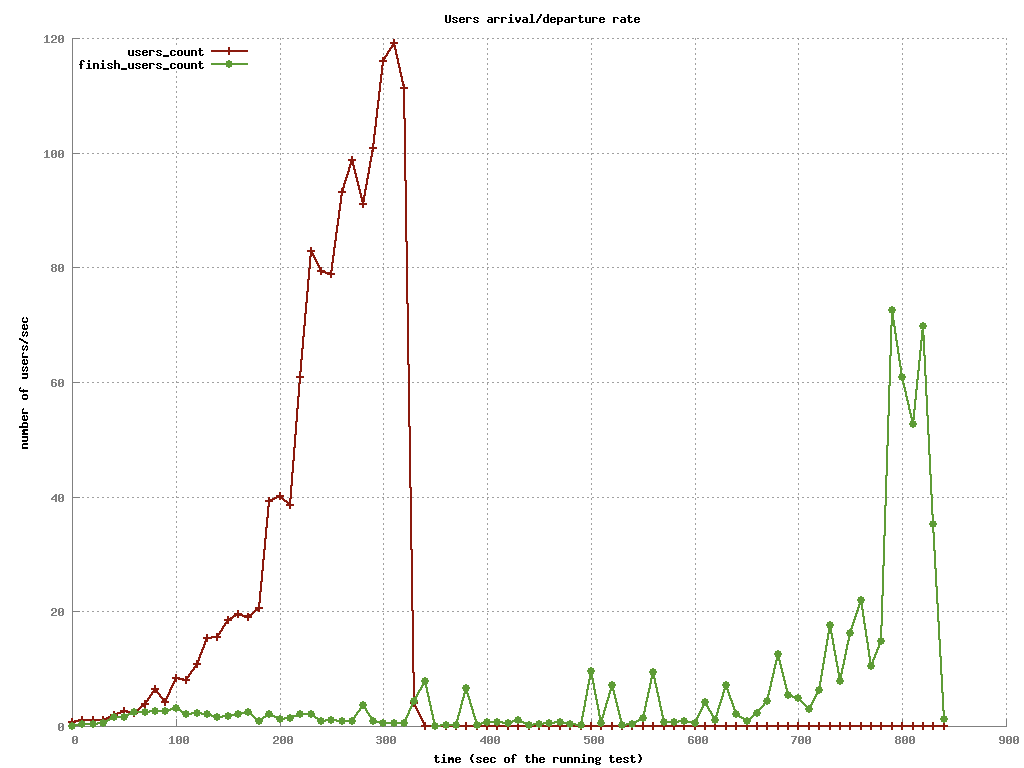 Users arrival/departure rate
users_count
finish_users_count
120
100
80
60
40
20
0
number of users/sec
0 100 200 300 400 500 600 700 800 900
time (sec of the running test)